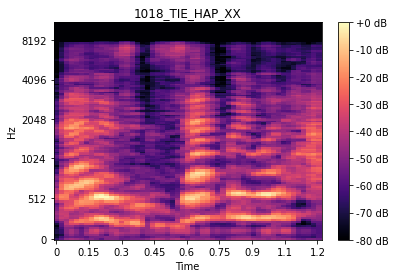 1018_TIE_HAP_XX
+0 dB
8192
-10 dB
4096
-20 dB
-30 dB
2048
Hz
-40 dB
1024
-50 dB
512
-60 dB
-70 dB
0
-80 dB
0 0.15 0.3 0.45 0.6 0.75 0.9 1.1 1.2
Time